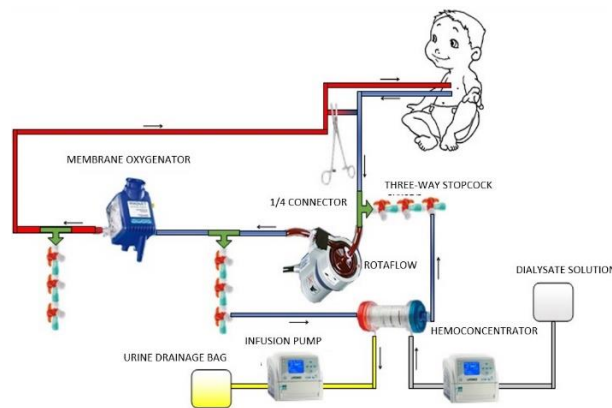 MEMBRANE OXYGENATOR
1/4 CONNECTOR
THREE-WAY STOPCOCK
ROTAFLOW
DIALYSATE SOLUTION
HEMOCONCENTRATOR
INFUSION PUMP
URINE DRAINAGE BAG